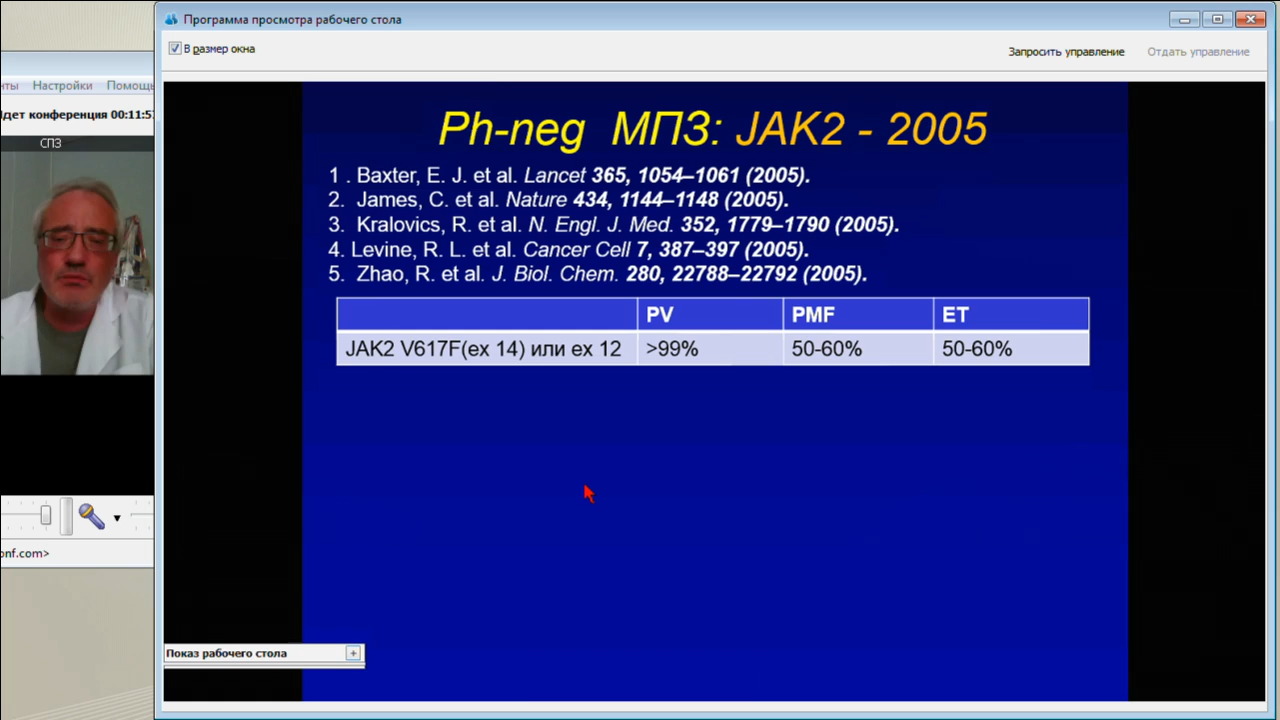 Программа просмотра рабочего стола
В размер окна
Запросить управление
Отдать управление
Настройки
Помощь
конференция 00:11:5
СПЗ
Ph-neg МПЗ: JAK2 - 2005
1 . Baxter, E. J. et al. Lancet 365, 1054–1061 (2005).
2. James, C. et al. Nature 434, 1144–1148 (2005).
3. Kralovics, R. et al. N. Engl. J. Med. 352, 1779–1790 (2005).
4. Levine, R. L. et al. Cancer Cell 7, 387–397 (2005).
5. Zhao, R. et al. J. Biol. Chem. 280, 22788–22792 (2005).
PV PMF ET
JAK2 V617F(ex 14) или ex 12 >99% 50-60% 50-60%
onf.com>
Показ рабочего стола